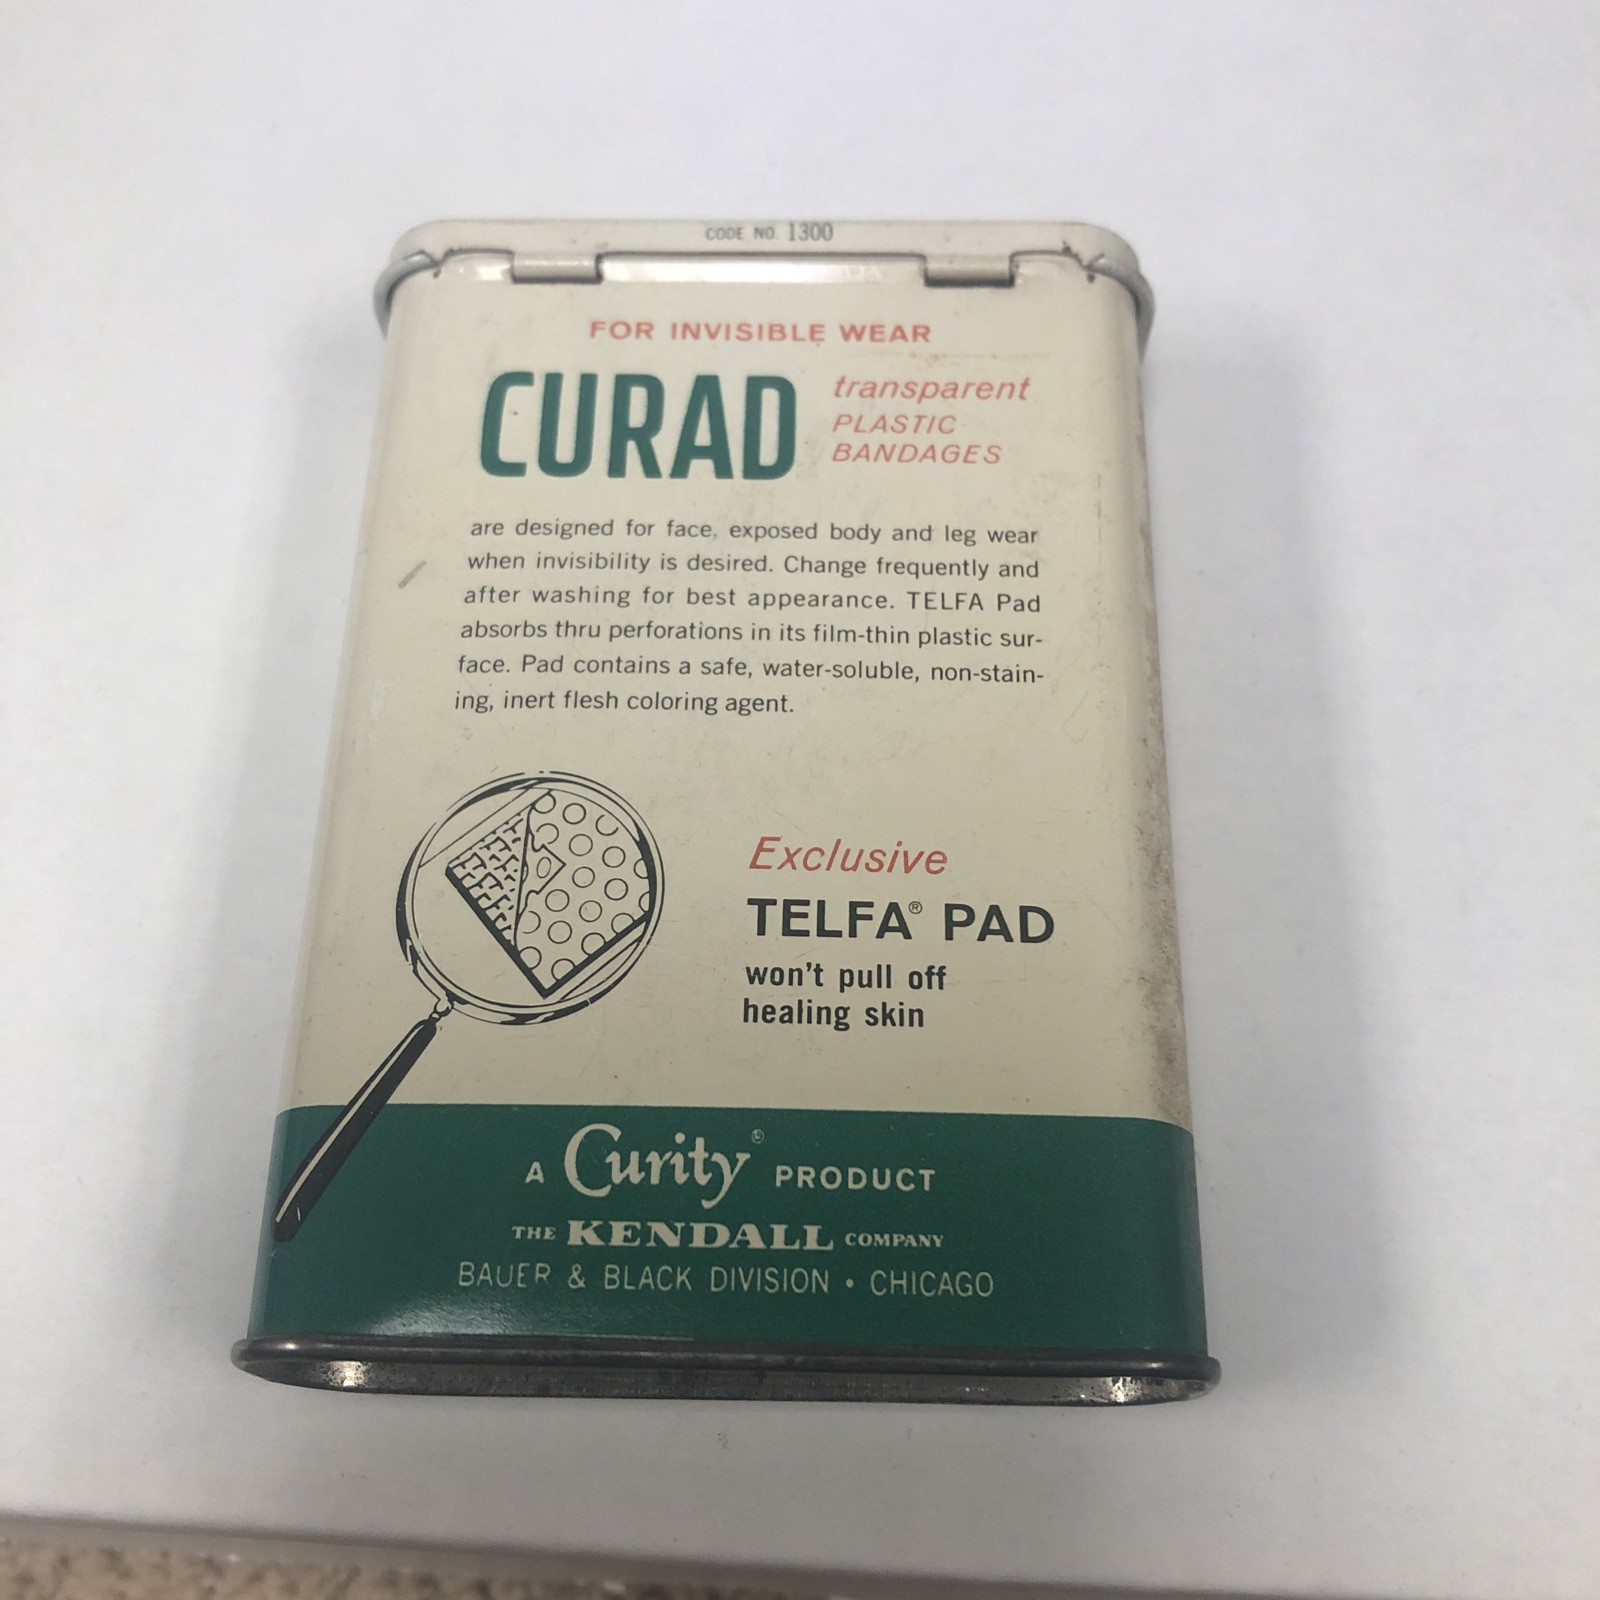 CODE NO. 1300
FOR INVISIBLE WEAR
CURAD transparent
PLASTIC
BANDAGES
are designed for face, exposed body and leg wear
when invisibility is desired. Change frequently and
after washing for best appearance. TELFA Pad
absorbs thru perforations in its film-thin plastic sur-
face. Pad contains a safe, water-soluble, non-stain-
ing, inert flesh coloring agent.
Exclusive
TELFA® PAD
won't pull off
healing skin
A Curity® PRODUCT
THE KENDALL COMPANY
BAUER & BLACK DIVISION • CHICAGO